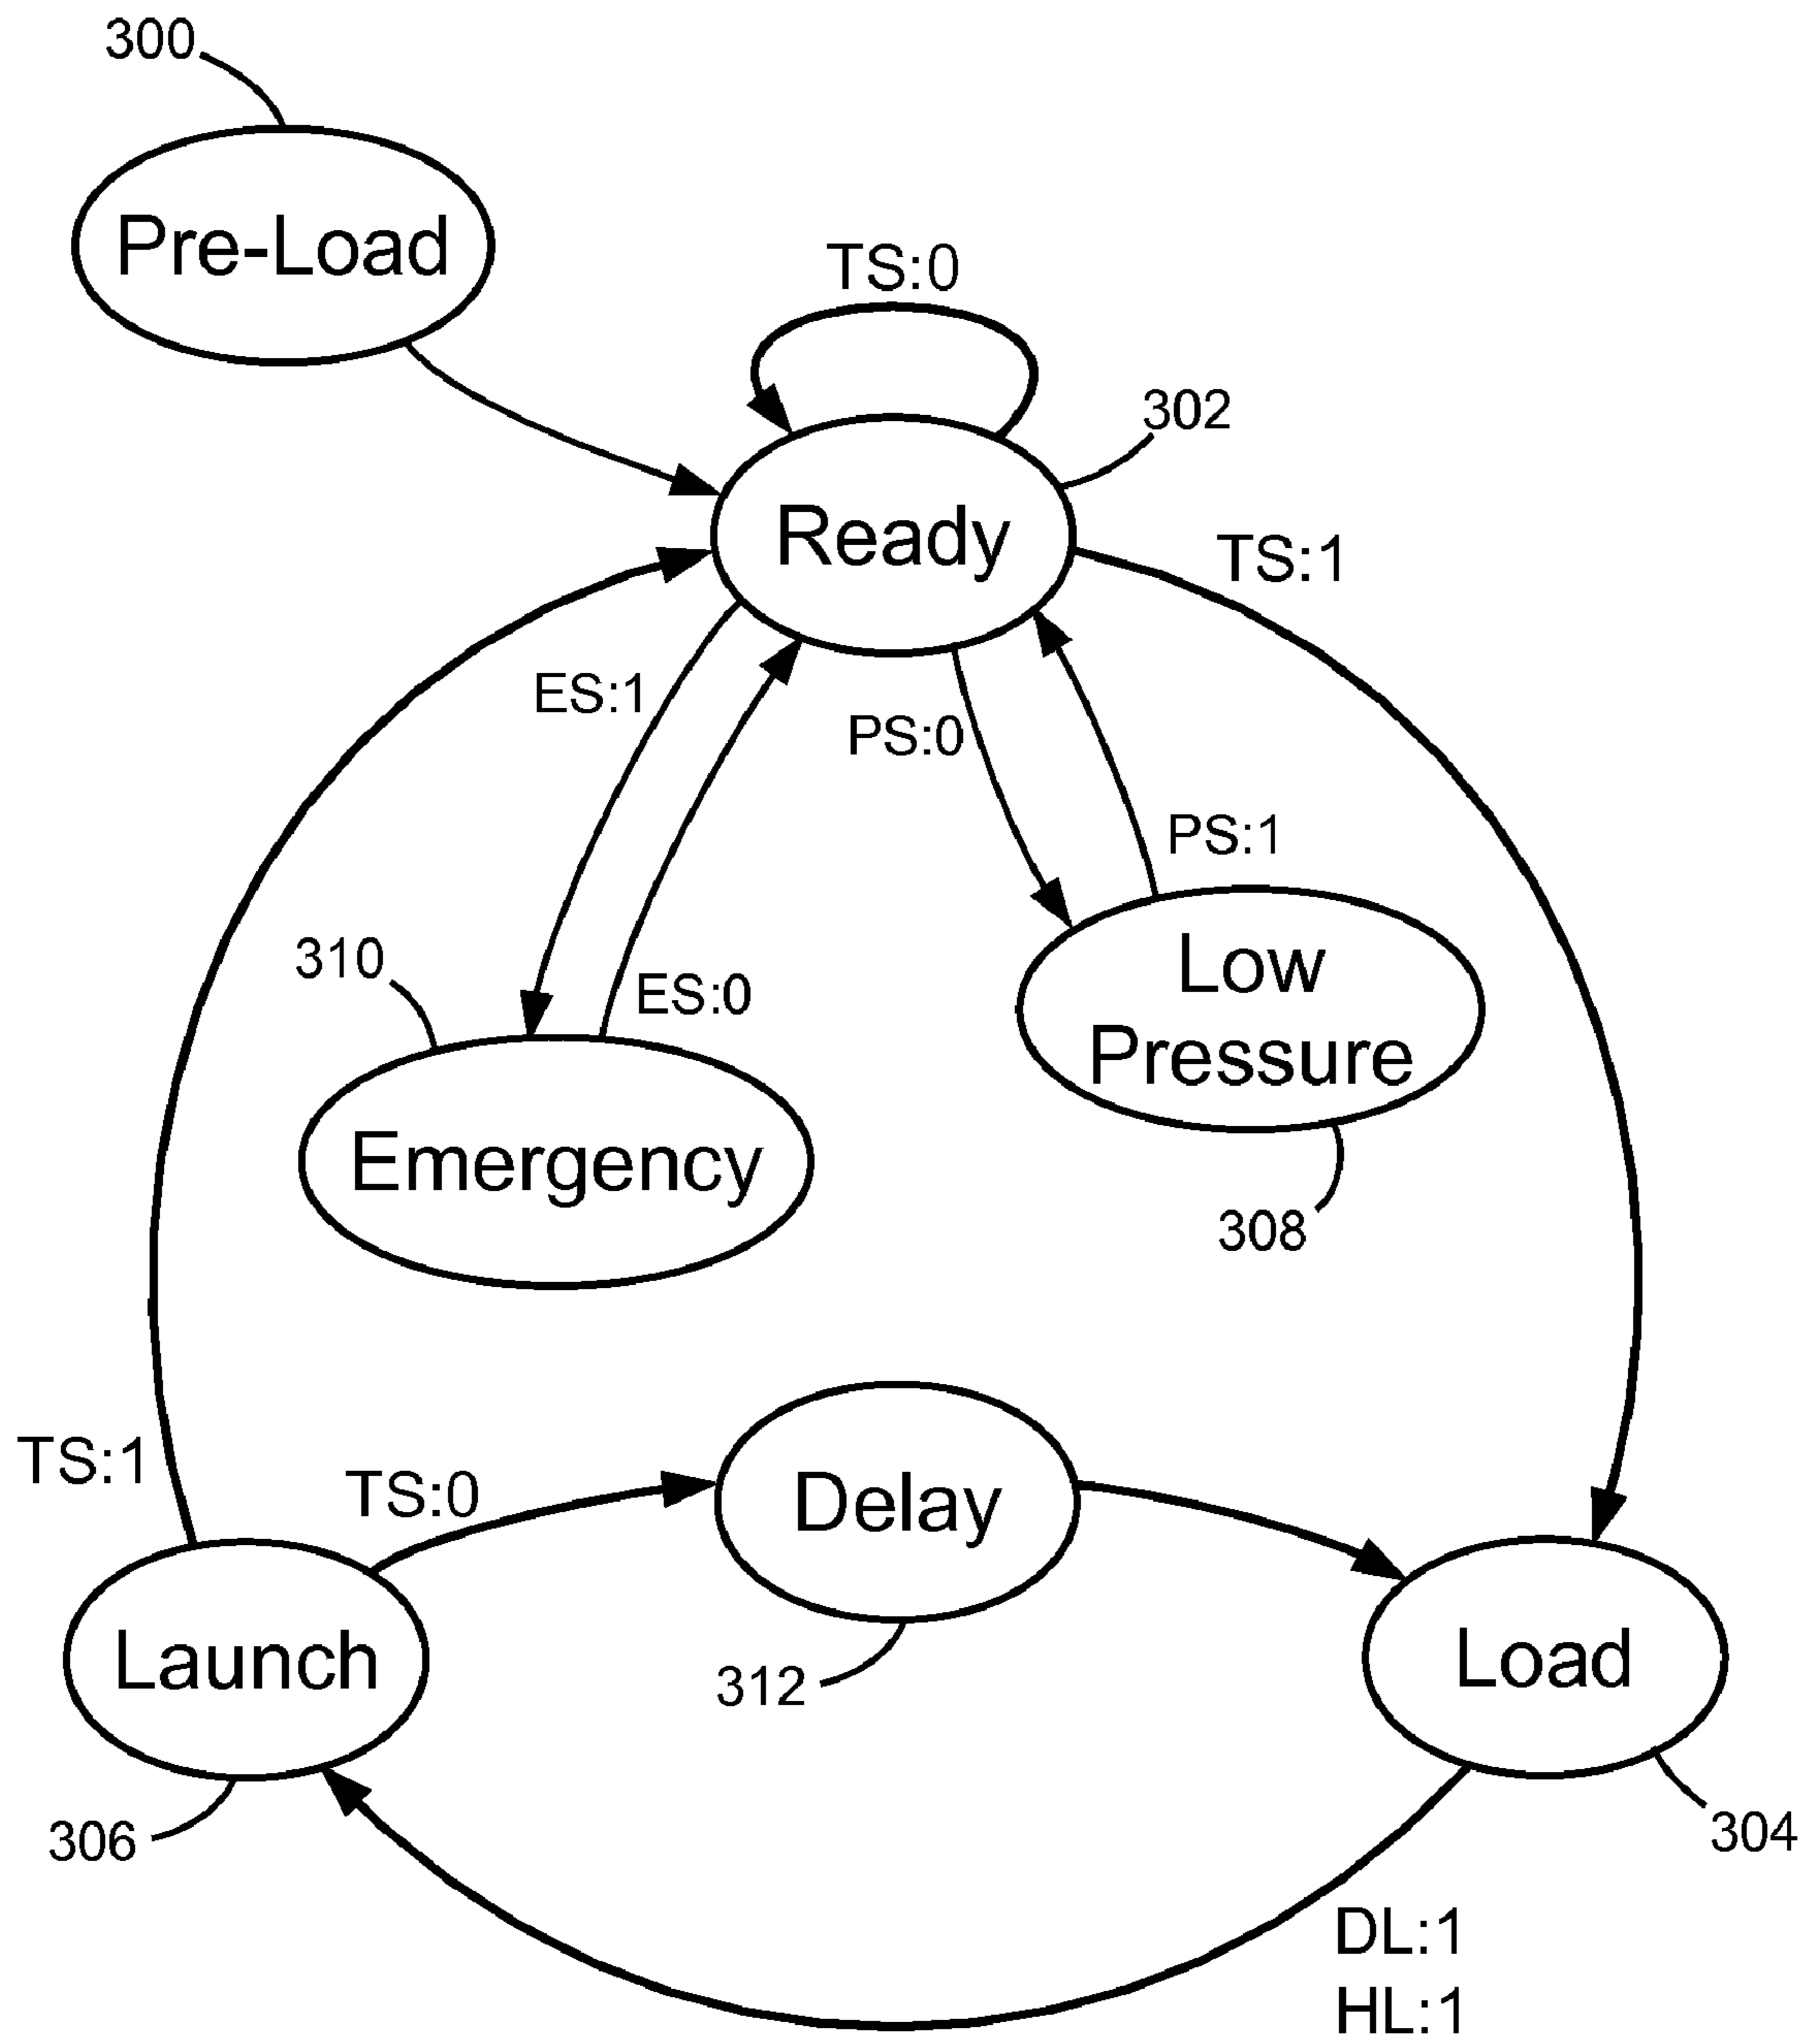 300
Pre-Load
TS:0
302
Ready
TS:1
ES:1
PS:0
PS:1
310
ES:0
Low
Pressure
Emergency
308
TS:1
TS:0
Delay
Launch
312
Load
306
304
DL:1
HL:1